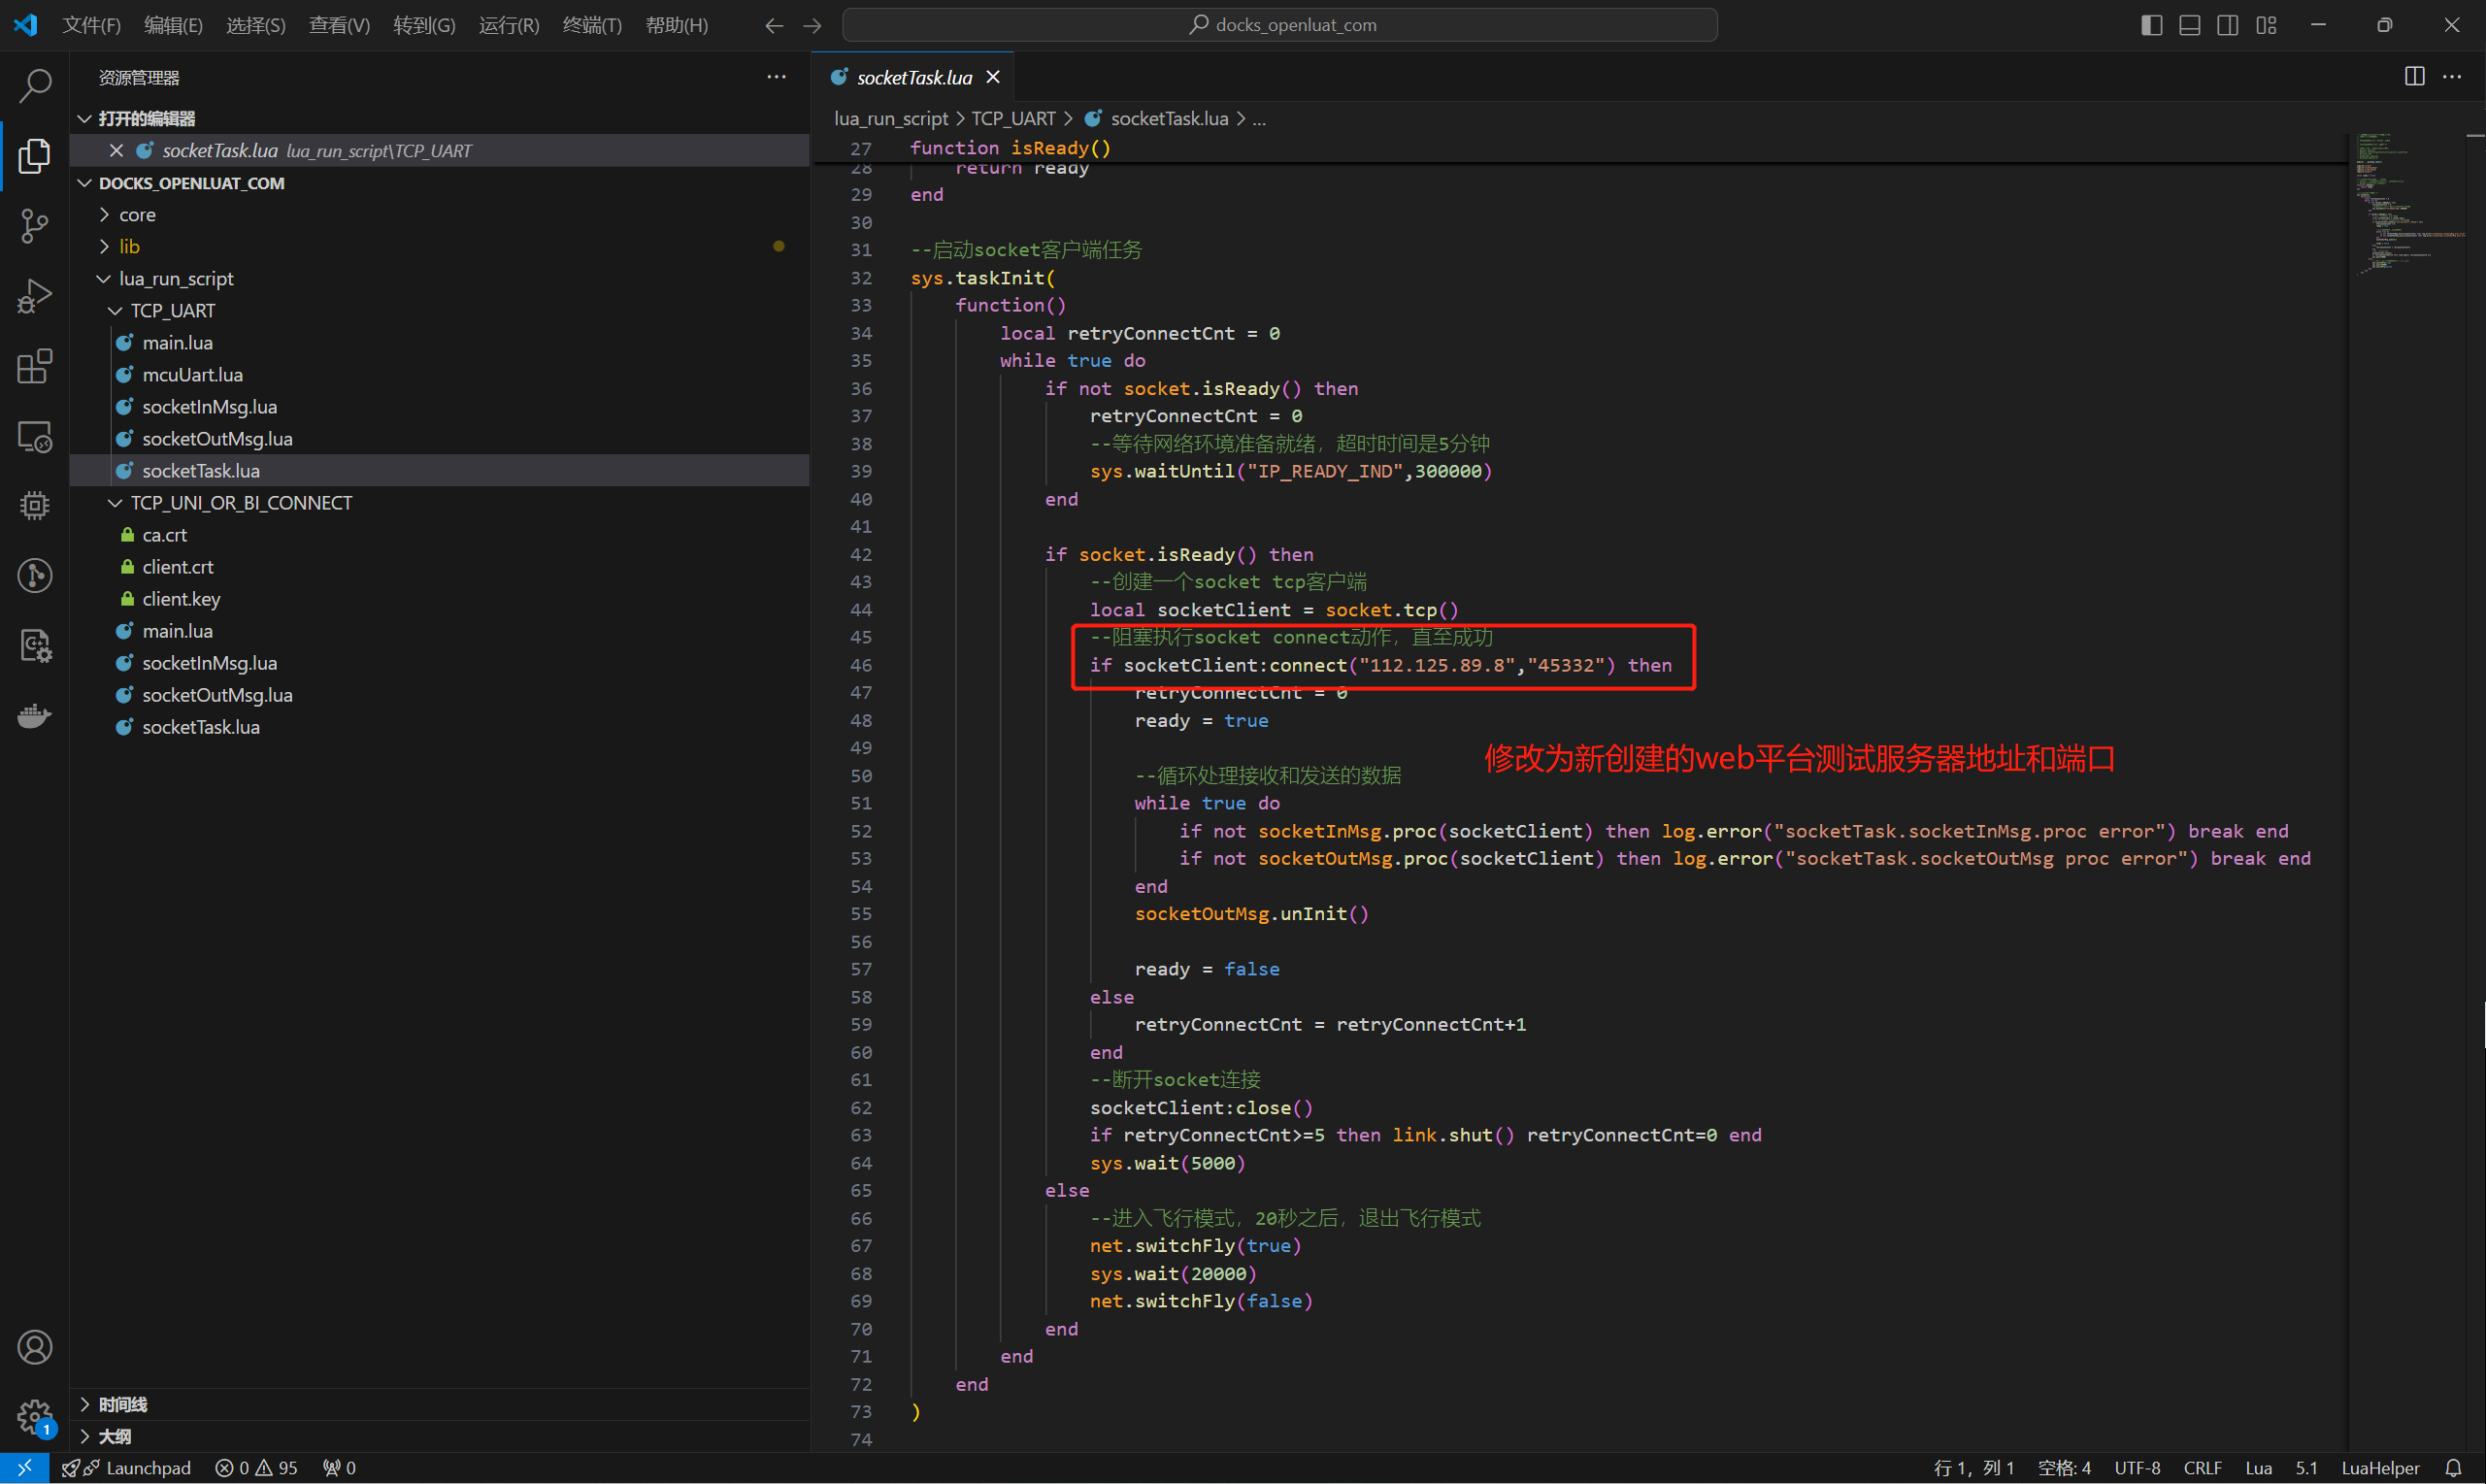 文件(F) 编辑(E) 选择(S) 查看(V) 转到(G) 运行(R) 终端(T) 帮助(H) docks_openluat_com
资源管理器
打开的编辑器
socketTask.lua lua_run_script\TCP_UART
DOCKS_OPENLUAT_COM
core
lib
lua_run_script
TCP_UART
main.lua
mcuUart.lua
socketInMsg.lua
socketOutMsg.lua
socketTask.lua
TCP_UNI_OR_BI_CONNECT
ca.crt
client.crt
client.key
main.lua
socketInMsg.lua
socketOutMsg.lua
socketTask.lua
时间线
大纲
socketTask.lua
lua_run_script > TCP_UART > socketTask.lua > ...
27 function isReady()
28 return ready
29 end
30
31 --启动socket客户端任务
32 sys.taskInit(
33 function()
34 local retryConnectCnt = 0
35 while true do
36 if not socket.isReady() then
37 retryConnectCnt = 0
38 --等待网络环境准备就绪，超时时间是5分钟
39 sys.waitUntil("IP_READY_IND",300000)
40 end
41
42 if socket.isReady() then
43 --创建一个socket tcp客户端
44 local socketClient = socket.tcp()
45 --阻塞执行socket connect动作，直至成功
46 if socketClient:connect("112.125.89.8","45332") then
47 retryConnectCnt = 0
48 ready = true
49
修改为新创建的web平台测试服务器地址和端口
50 --循环处理接收和发送的数据
51 while true do
52 if not socketInMsg.proc(socketClient) then log.error("socketTask.socketInMsg.proc error") break end
53 if not socketOutMsg.proc(socketClient) then log.error("socketTask.socketOutMsg proc error") break end
54 end
55 socketOutMsg.unInit()
56
57 ready = false
58 else
59 retryConnectCnt = retryConnectCnt+1
60 end
61 --断开socket连接
62 socketClient:close()
63 if retryConnectCnt>=5 then link.shut() retryConnectCnt=0 end
64 sys.wait(5000)
65 else
66 --进入飞行模式，20秒之后，退出飞行模式
67 net.switchFly(true)
68 sys.wait(20000)
69 net.switchFly(false)
70 end
71 end
72 end
73 )
74
1
Launchpad 0 95 0 行 1，列 1 空格: 4 UTF-8 CRLF Lua 5.1 LuaHelper